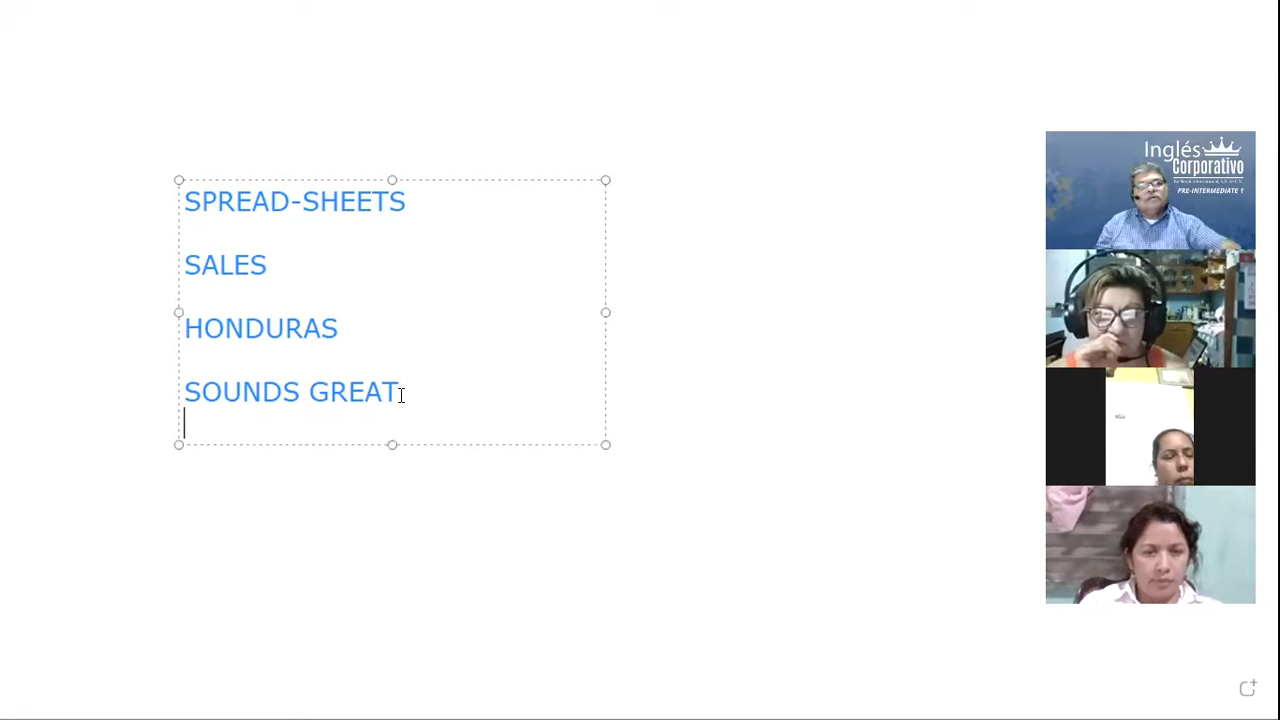 SPREAD-SHEETS
SALES
HONDURAS
SOUNDS GREAT
Inglés
Corporativo
PRE-INTERMEDIATE 1